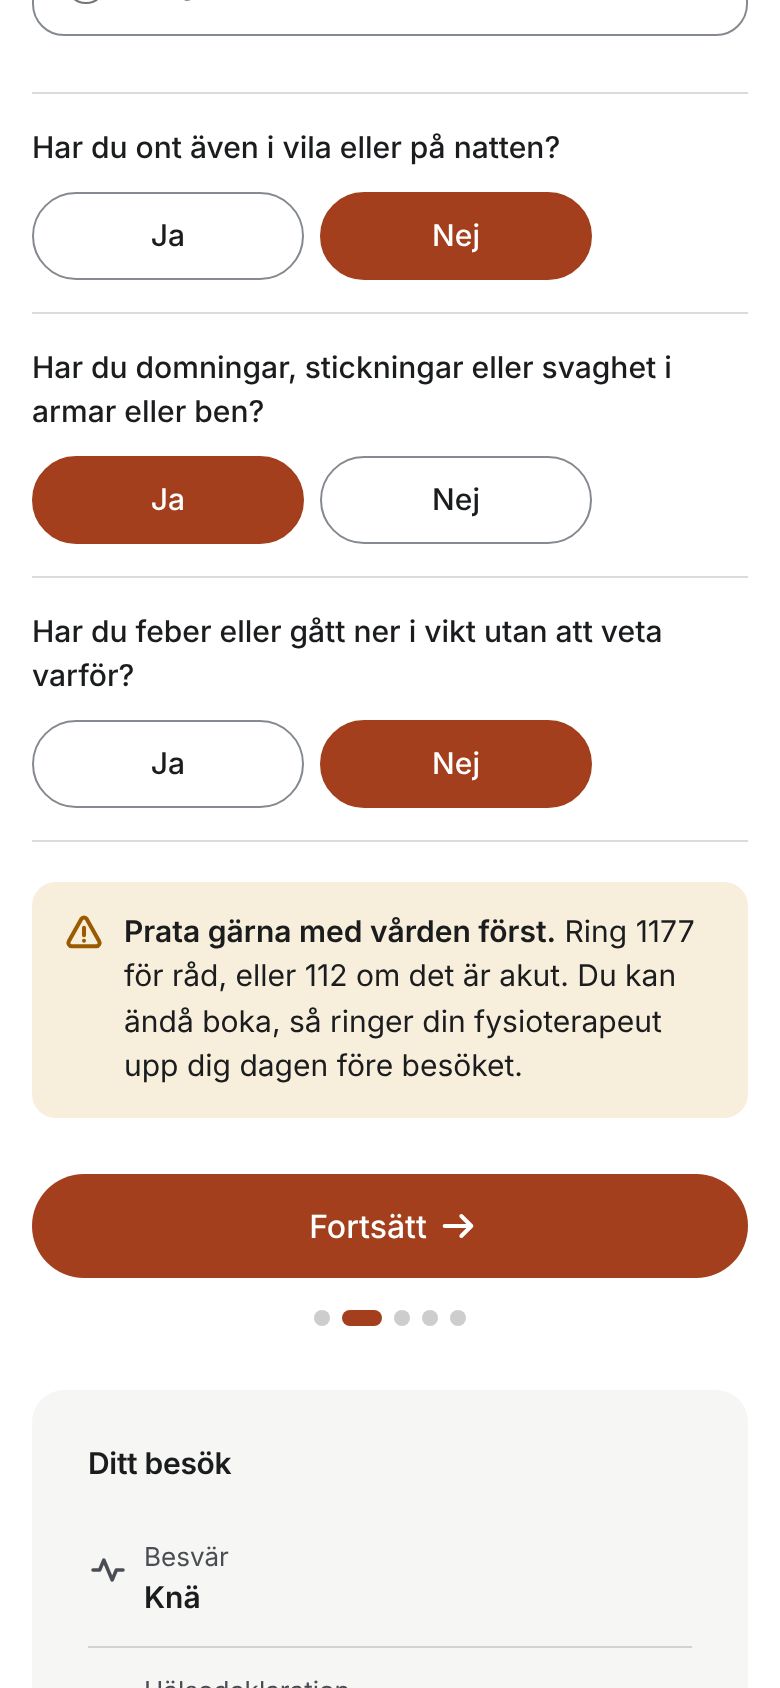 Har du ont även i vila eller på natten?
Ja
Nej
Har du domningar, stickningar eller svaghet i
armar eller ben?
Ja
Nej
Har du feber eller gått ner i vikt utan att veta
varför?
Ja
Nej
Prata gärna med vården först. Ring 1177
för råd, eller 112 om det är akut. Du kan
ändå boka, så ringer din fysioterapeut
upp dig dagen före besöket.
Fortsätt
Ditt besök
Besvär
Knä
Hälsodeklaration